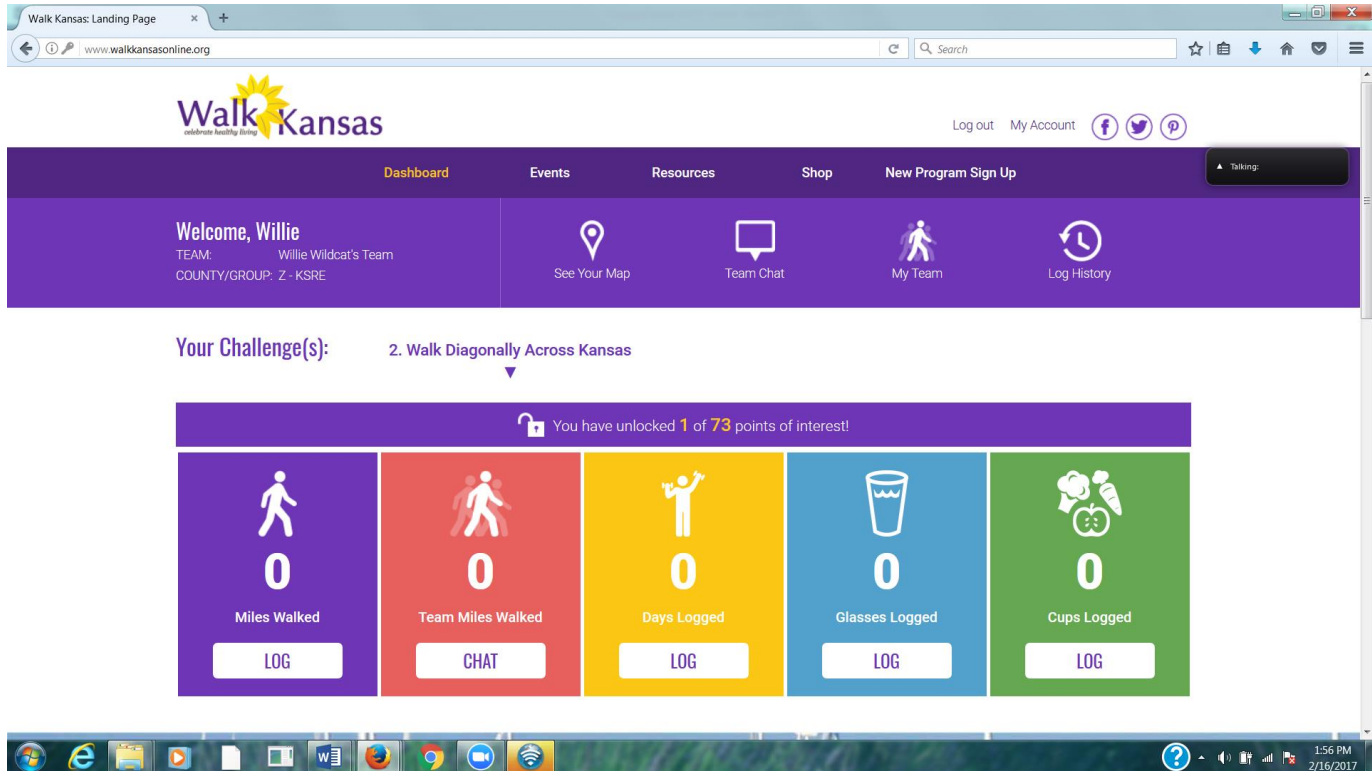 Walk Kansas: Landing Page
www.walkkansasonline.org
Search
Walk Kansas
celebrate healthy living
Log out My Account
Dashboard Events Resources Shop New Program Sign Up
Talking:
Welcome, Willie
TEAM: Willie Wildcat's Team
COUNTY/GROUP: Z - KSRE
See Your Map Team Chat My Team Log History
Your Challenge(s): 2. Walk Diagonally Across Kansas
You have unlocked 1 of 73 points of interest!
0 0 0 0 0
Miles Walked Team Miles Walked Days Logged Glasses Logged Cups Logged
LOG CHAT LOG LOG LOG
1:56 PM
2/16/2017